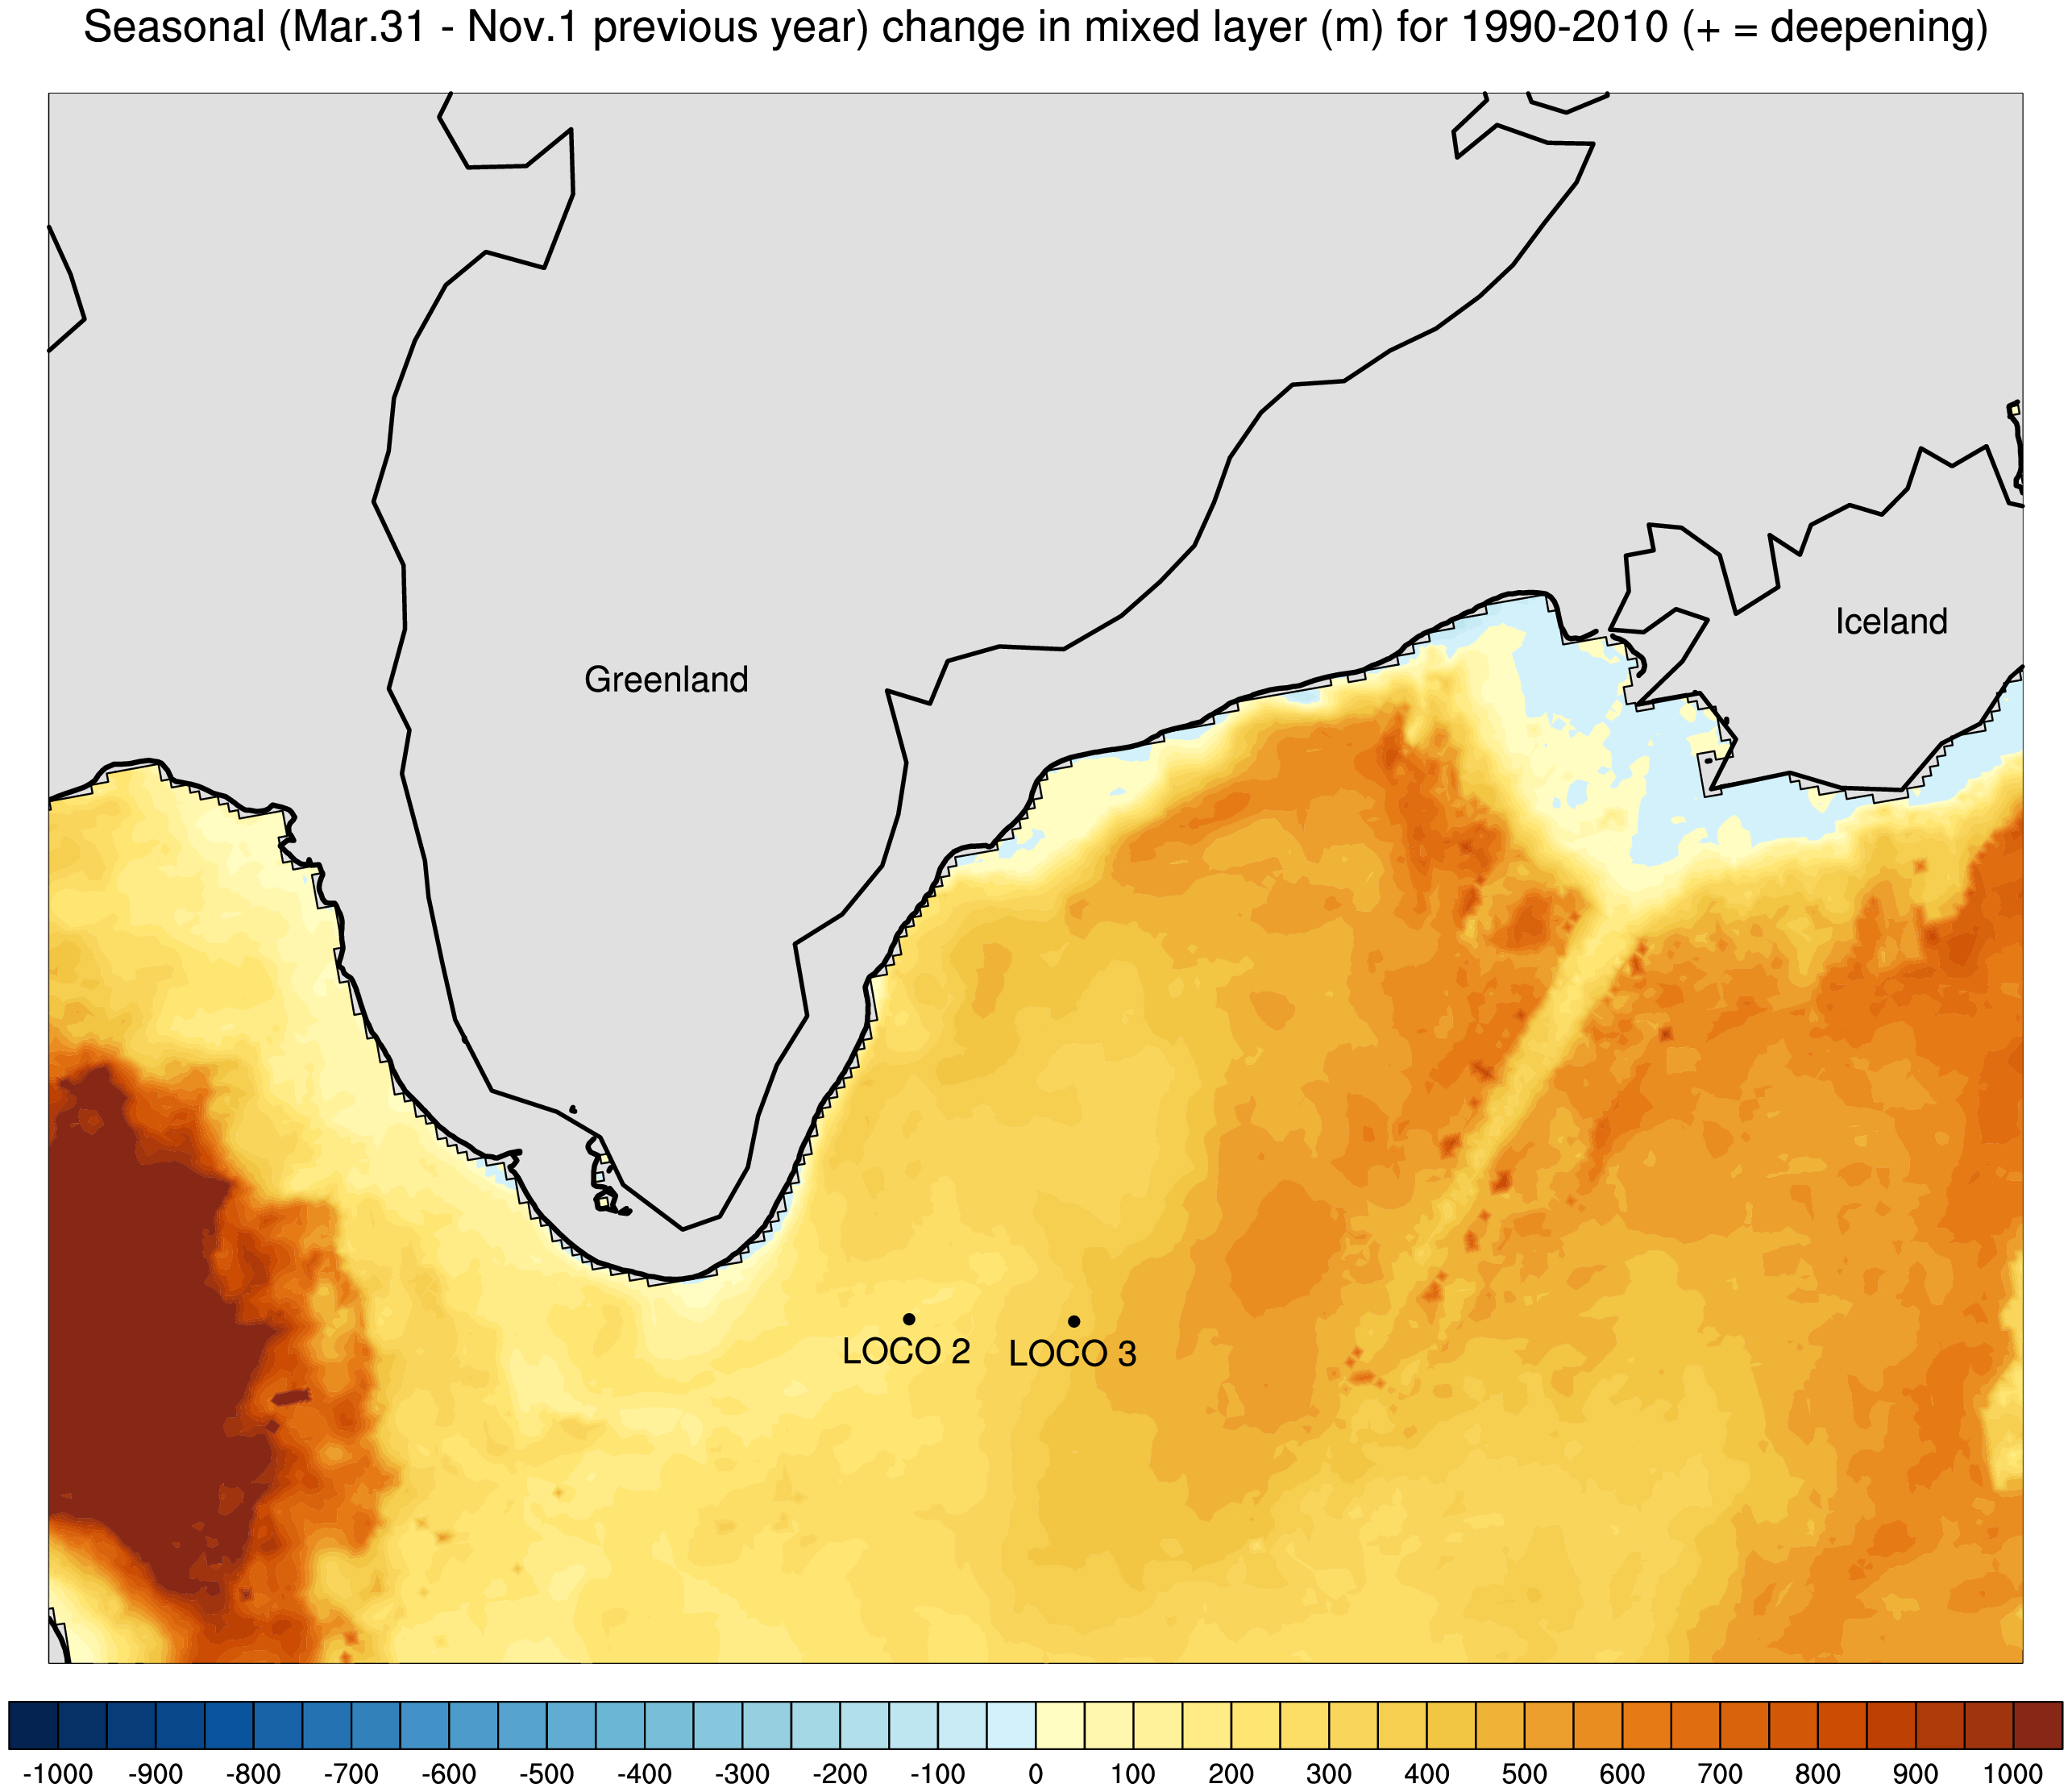 Seasonal (Mar.31 - Nov.1 previous year) change in mixed layer (m) for 1990-2010 (+ = deepening)
Iceland
Greenland
LOCO 2 LOCO 3
-1000 -900 -800 -700 -600 -500 -400 -300 -200 -100 0 100 200 300 400 500 600 700 800 900 1000